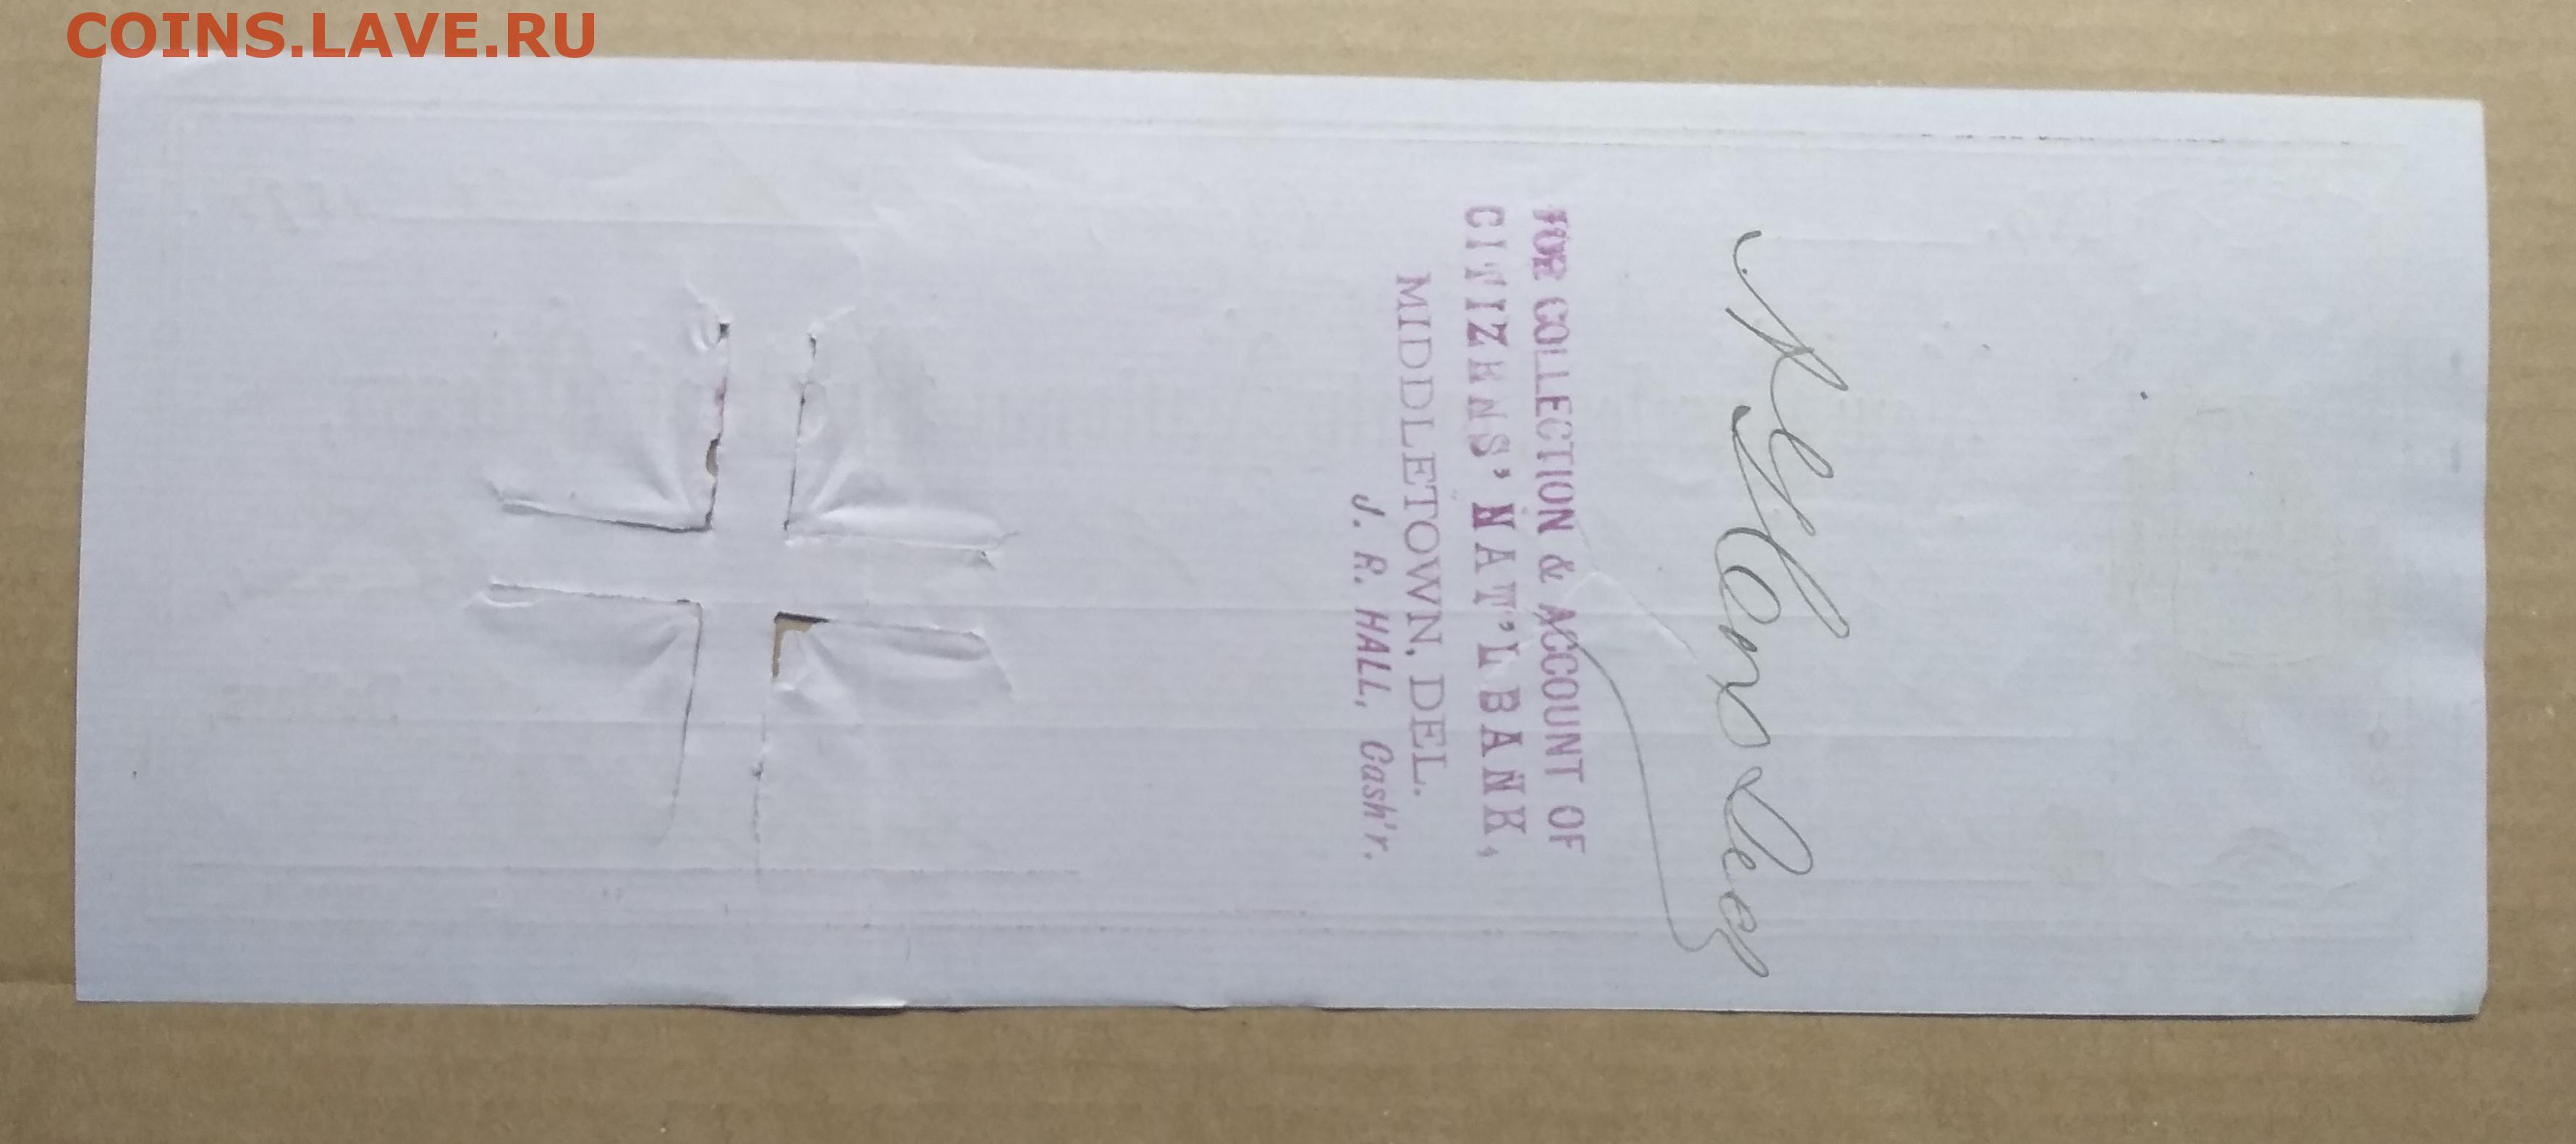 COINS.LAVE.RU
FOR COLLECTION & ACCOUNT OF
CITIZENS' NAT'L BANK,
MIDDLETOWN, DEL.
J. R. HALL, Cash'r.